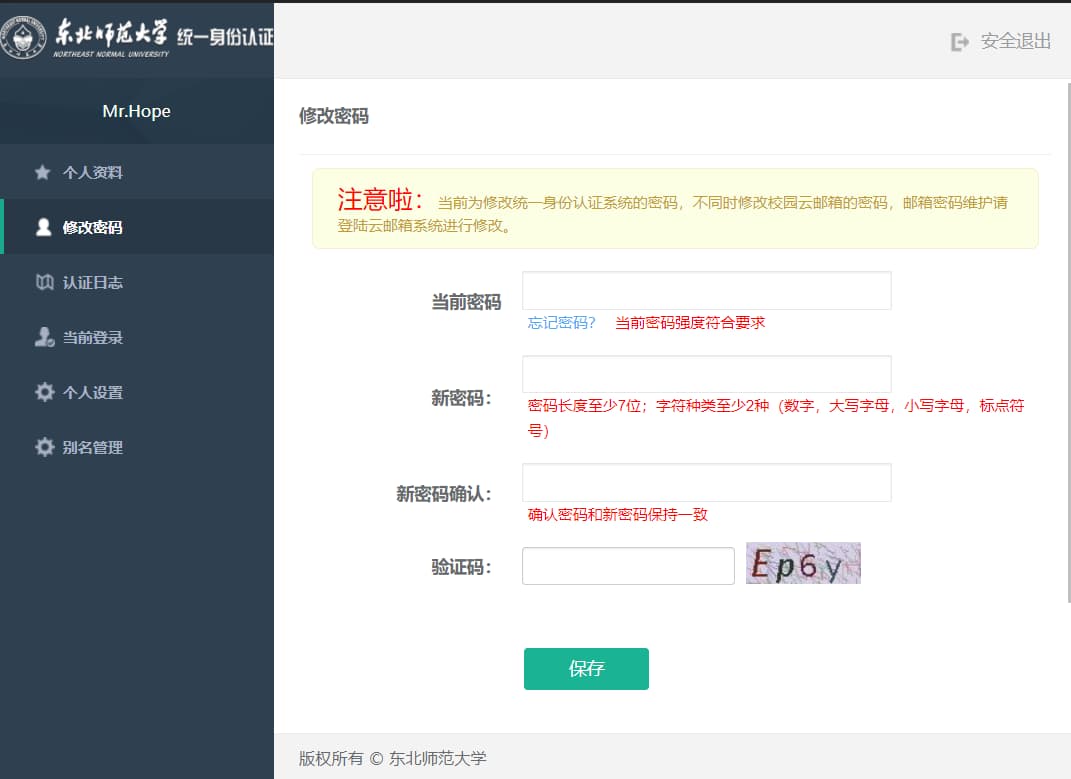 东北师范大学 统一身份认证
NORTHEAST NORMAL UNIVERSITY
安全退出
Mr.Hope
个人资料
修改密码
认证日志
当前登录
个人设置
别名管理
修改密码
注意啦：当前为修改统一身份认证系统的密码，不同时修改校园云邮箱的密码，邮箱密码维护请
登陆云邮箱系统进行修改。
当前密码
忘记密码? 当前密码强度符合要求
新密码：
密码长度至少7位；字符种类至少2种（数字，大写字母，小写字母，标点符
号）
新密码确认：
确认密码和新密码保持一致
验证码：
Ep6y
保存
版权所有 © 东北师范大学